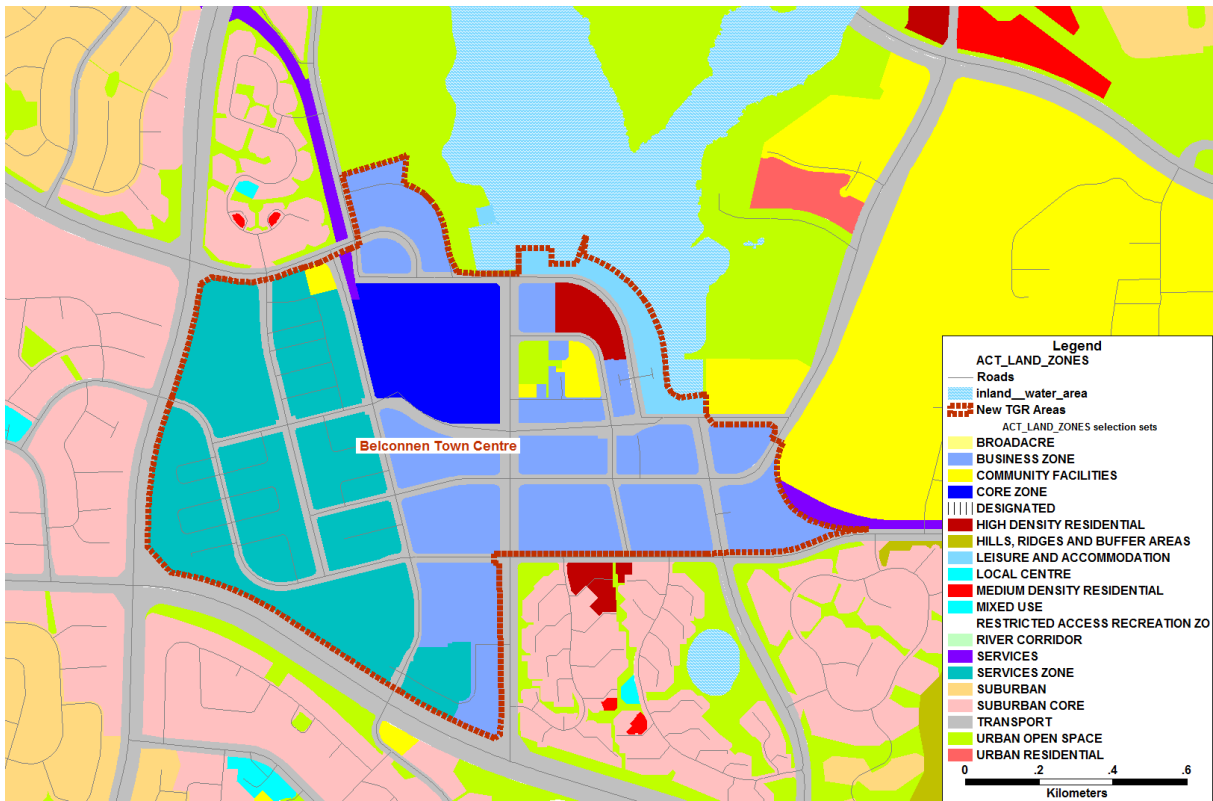 Belconnen Town Centre
Legend
ACT_LAND_ZONES
Roads
inland__water_area
New TGR Areas
ACT_LAND_ZONES selection sets
BROADACRE
BUSINESS ZONE
COMMUNITY FACILITIES
CORE ZONE
DESIGNATED
HIGH DENSITY RESIDENTIAL
HILLS, RIDGES AND BUFFER AREAS
LEISURE AND ACCOMMODATION
LOCAL CENTRE
MEDIUM DENSITY RESIDENTIAL
MIXED USE
RESTRICTED ACCESS RECREATION ZO
RIVER CORRIDOR
SERVICES
SERVICES ZONE
SUBURBAN
SUBURBAN CORE
TRANSPORT
URBAN OPEN SPACE
URBAN RESIDENTIAL
0 .2 .4 .6
Kilometers